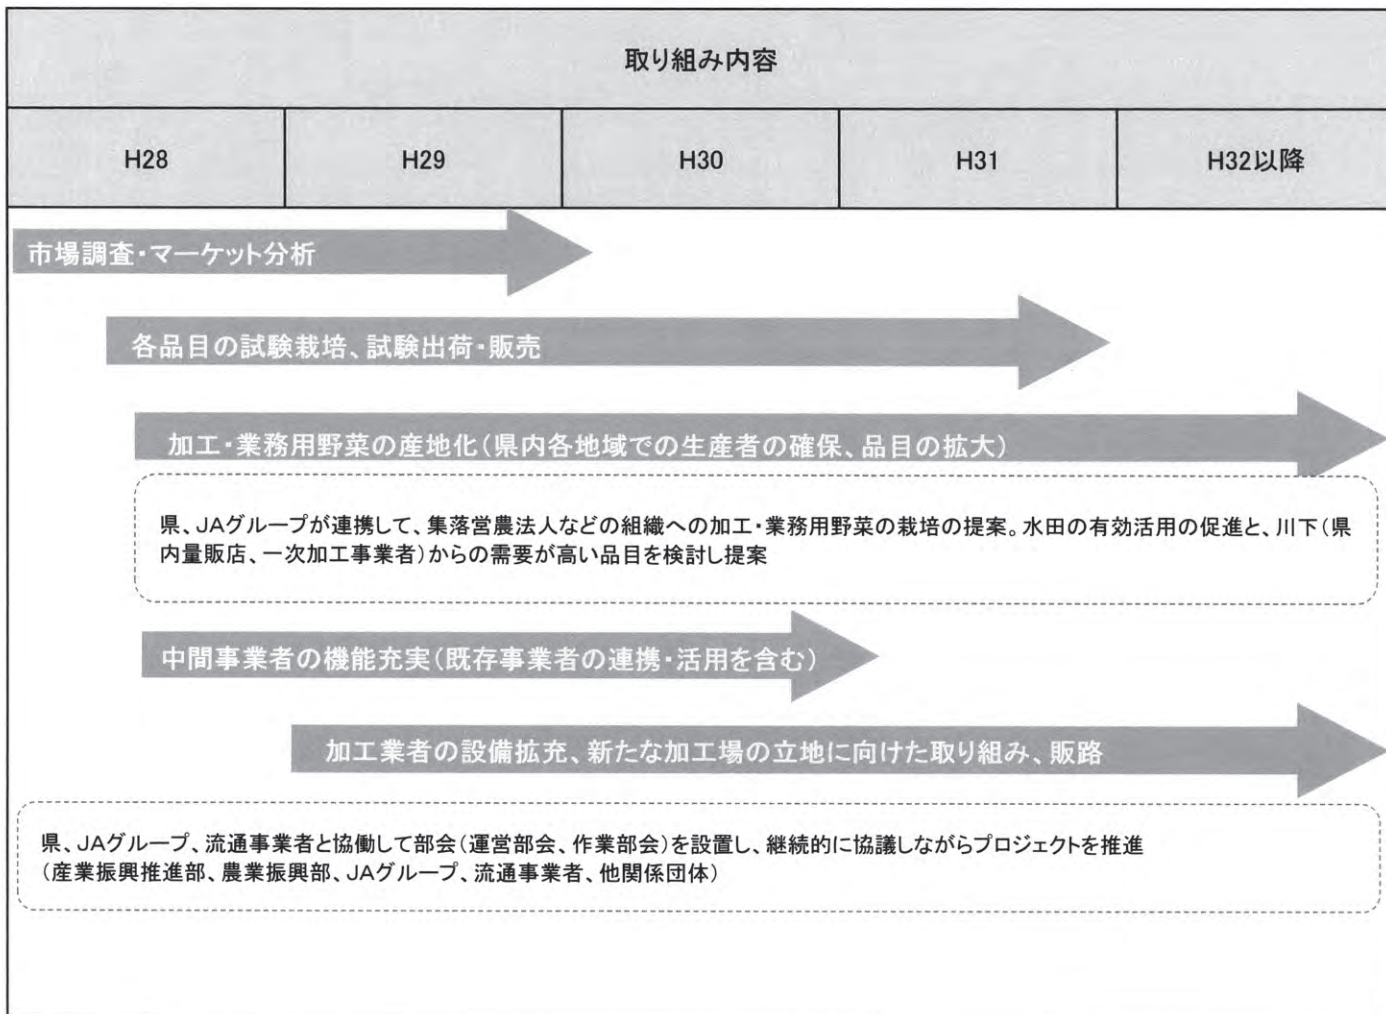 取り組み内容
H28
H29
H30
H31
H32以降
市場調査・マーケット分析
各品目の試験栽培、試験出荷・販売
加工・業務用野菜の産地化(県内各地域での生産者の確保、品目の拡大)
県、JAグループが連携して、集落営農法人などの組織への加工・業務用野菜の栽培の提案。水田の有効活用の促進と、川下(県
内量販店、一次加工事業者)からの需要が高い品目を検討し提案
中間事業者の機能充実(既存事業者の連携・活用を含む)
加工業者の設備拡充、新たな加工場の立地に向けた取り組み、販路
県、JAグループ、流通事業者と協働して部会(運営部会、作業部会)を設置し、継続的に協議しながらプロジェクトを推進
(産業振興推進部、農業振興部、JAグループ、流通事業者、他関係団体)